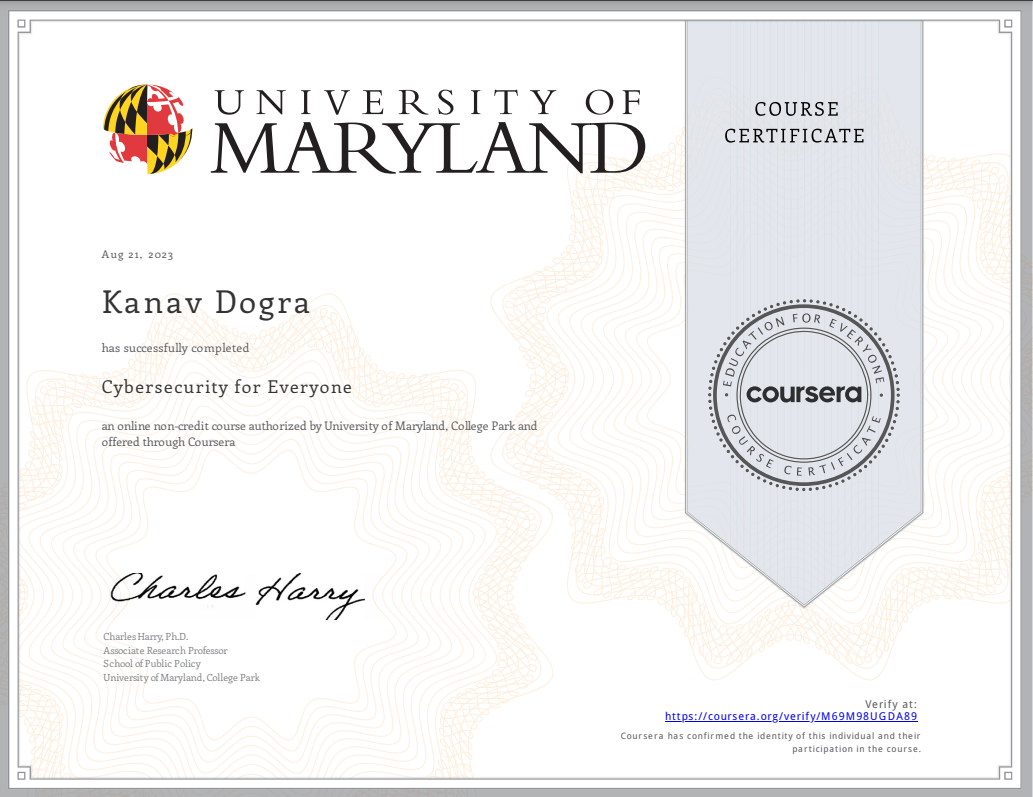 UNIVERSITY OF
MARYLAND
COURSE
CERTIFICATE
Aug 21, 2023
Kanav Dogra
has successfully completed
Cybersecurity for Everyone
an online non-credit course authorized by University of Maryland, College Park and
offered through Coursera
EDUCATION FOR EVERYONE
coursera
COURSE CERTIFICATE
Charles Harry
Charles Harry, Ph.D.
Associate Research Professor
School of Public Policy
University of Maryland, College Park
Verify at:
https://coursera.org/verify/M69M98UGDA89
Coursera has confirmed the identity of this individual and their
participation in the course.